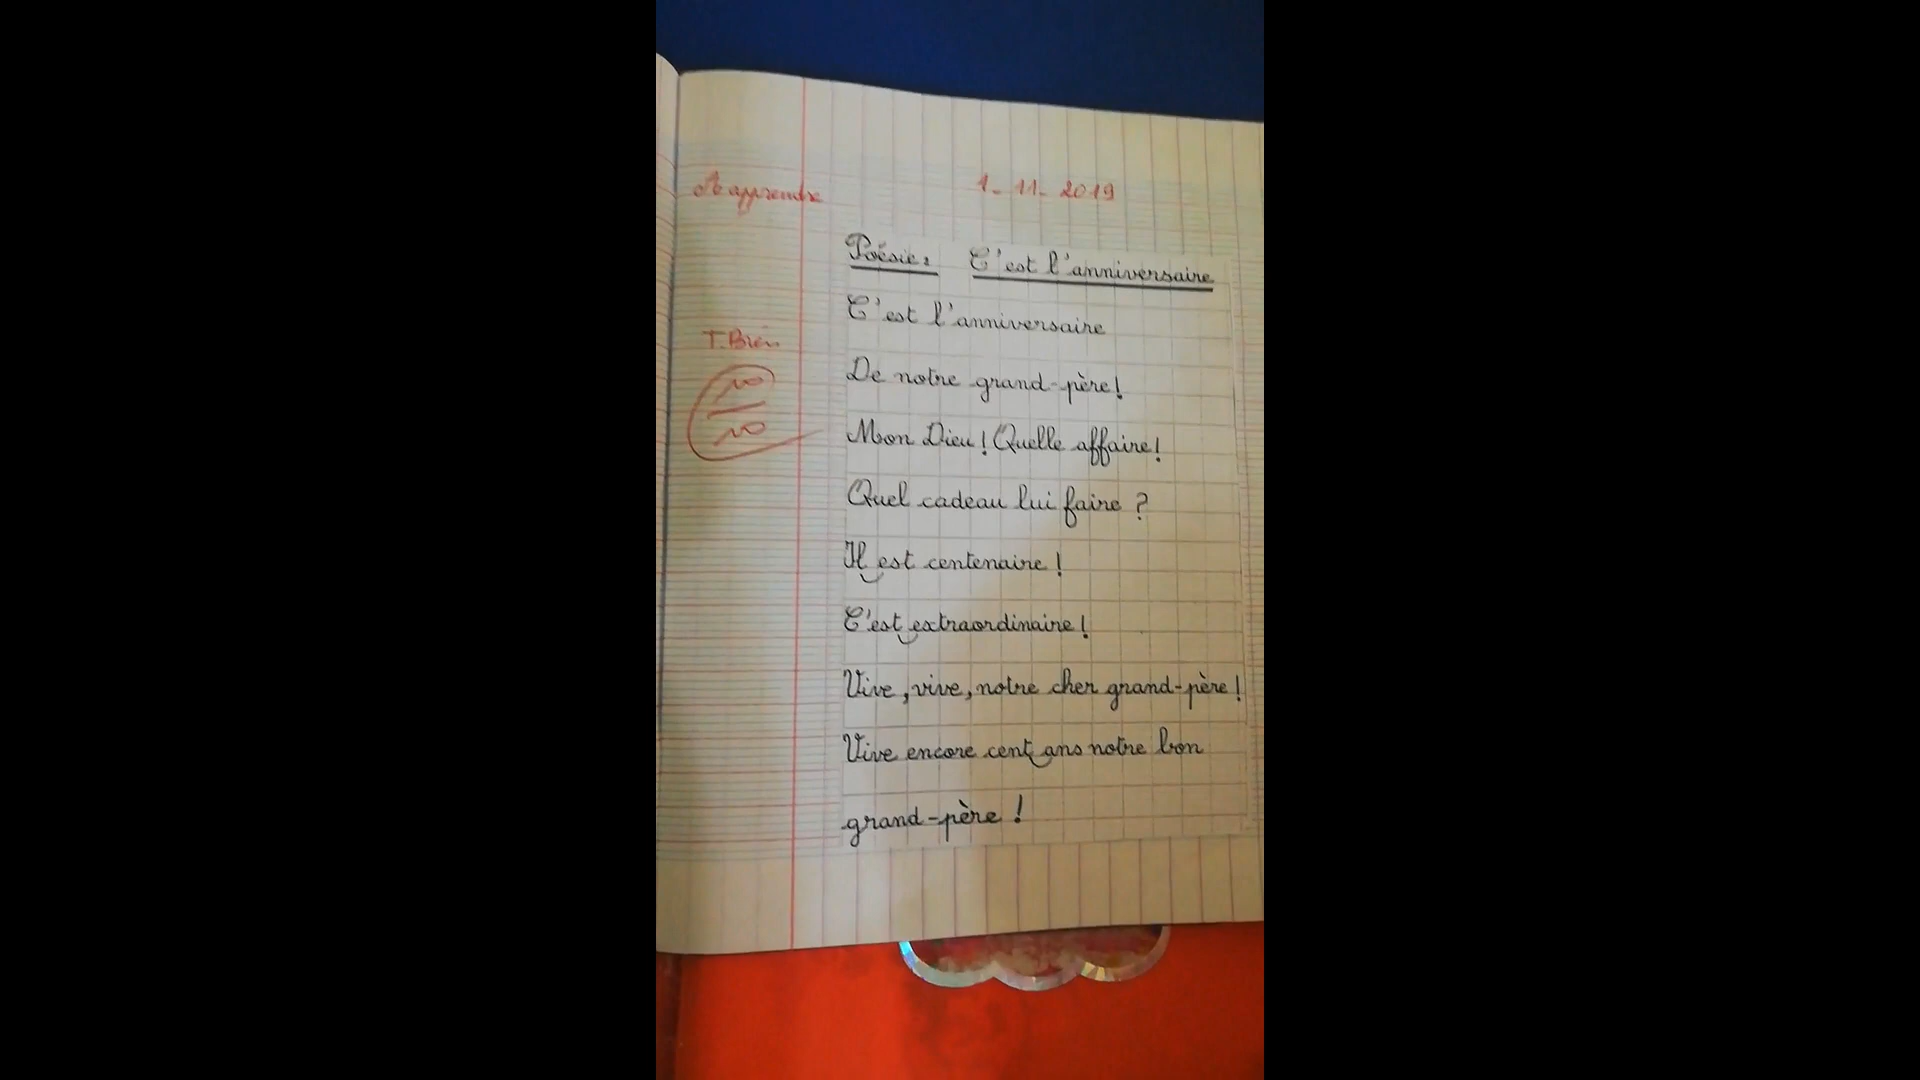 A apprendre
1-11-2019
Poésie: C'est l'anniversaire
C'est l'anniversaire
De notre grand-père!
T.Bien
10
10
Mon Dieu! Quelle affaire!
Quel cadeau lui faire ?
Il est centenaire!
C'est extraordinaire!
Vive, vive, notre cher grand-père!
Vive encore cent ans notre bon
grand-père !